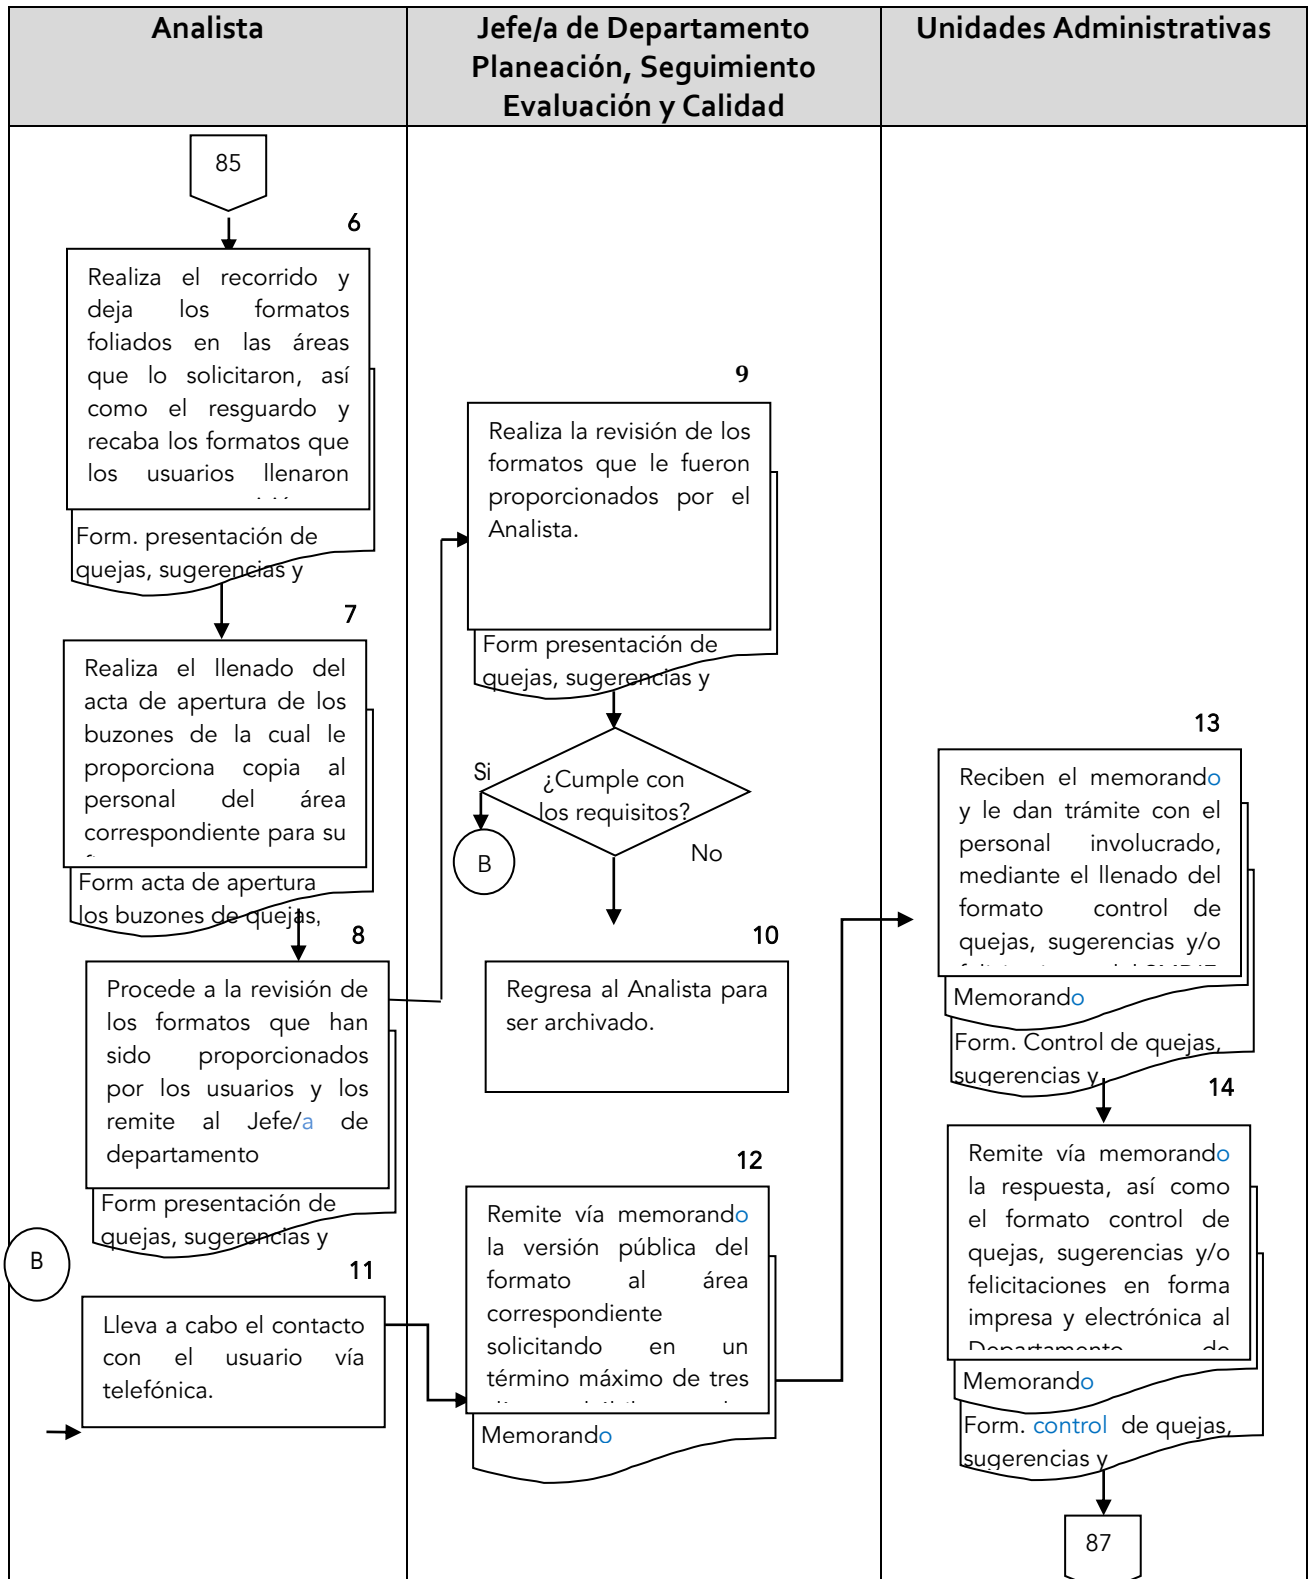 Analista
Jefe/a de Departamento
Planeación, Seguimiento
Evaluación y Calidad
Unidades Administrativas
85
6
Realiza el recorrido y
deja los formatos
foliados en las áreas
que lo solicitaron, así
como el resguardo y
recaba los formatos que
los usuarios llenaron
Form. presentación de
quejas, sugerencias y
7
Realiza el llenado del
acta de apertura de los
buzones de la cual le
proporciona copia al
personal del área
correspondiente para su
Form acta de apertura
los buzones de quejas,
8
Procede a la revisión de
los formatos que han
sido proporcionados
por los usuarios y los
remite al Jefe/a de
departamento
Form presentación de
quejas, sugerencias y
B
11
Lleva a cabo el contacto
con el usuario vía
telefónica.
9
Realiza la revisión de los
formatos que le fueron
proporcionados por el
Analista.
Form presentación de
quejas, sugerencias y
Si
¿Cumple con
los requisitos?
B
No
10
Regresa al Analista para
ser archivado.
12
Remite vía memorando
la versión pública del
formato al área
correspondiente
solicitando en un
término máximo de tres
Memorando
13
Reciben el memorando
y le dan trámite con el
personal involucrado,
mediante el llenado del
formato control de
quejas, sugerencias y/o
Memorando
Form. Control de quejas,
sugerencias y
14
Remite vía memorando
la respuesta, así como
el formato control de
quejas, sugerencias y/o
felicitaciones en forma
impresa y electrónica al
Departamento de
Memorando
Form. control de quejas,
sugerencias y
87